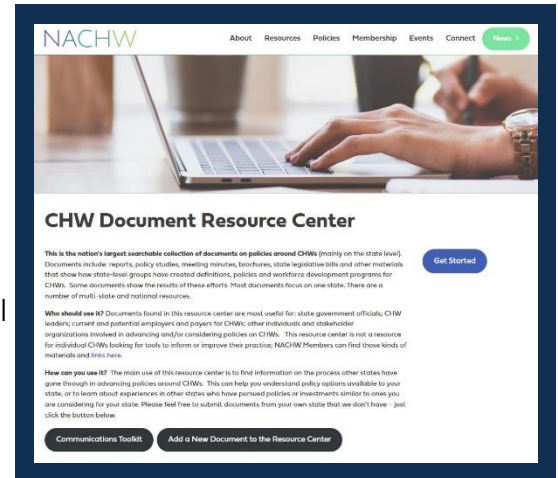 NACHW
About Resources Policies Membership Events Connect News >
CHW Document Resource Center
This is the nation's largest searchable collection of documents on policies around CHWs (mainly on the state level).
Documents include: reports, policy studies, meeting minutes, brochures, state legislative bills and other materials
that show how state-level groups have created definitions, policies and workforce development programs for
CHWs. Some documents show the results of these efforts. Most documents focus on one state. There are a
number of multi-state and national resources.
Get Started
Who should use it? Documents found in this resource center are most useful for: state government officials; CHW
leaders; current and potential employers and payers for CHWs; other individuals and stakeholder
organizations involved in advancing and/or considering policies on CHWs. This resource center is not a resource
for individual CHWs looking for tools to inform or improve their practice; NACHW Members can find those kinds of
materials and links here.
How can you use it? The main use of this resource center is to find information on the process other states have
gone through in advancing policies around CHWs. This can help you understand policy options available to your
state, or to learn about experiences in other states who have pursued policies or investments similar to ones you
are considering for your state. Please feel free to submit documents from your own state that we don't have – just
click the button below.
Communications Toolkit Add a New Document to the Resource Center